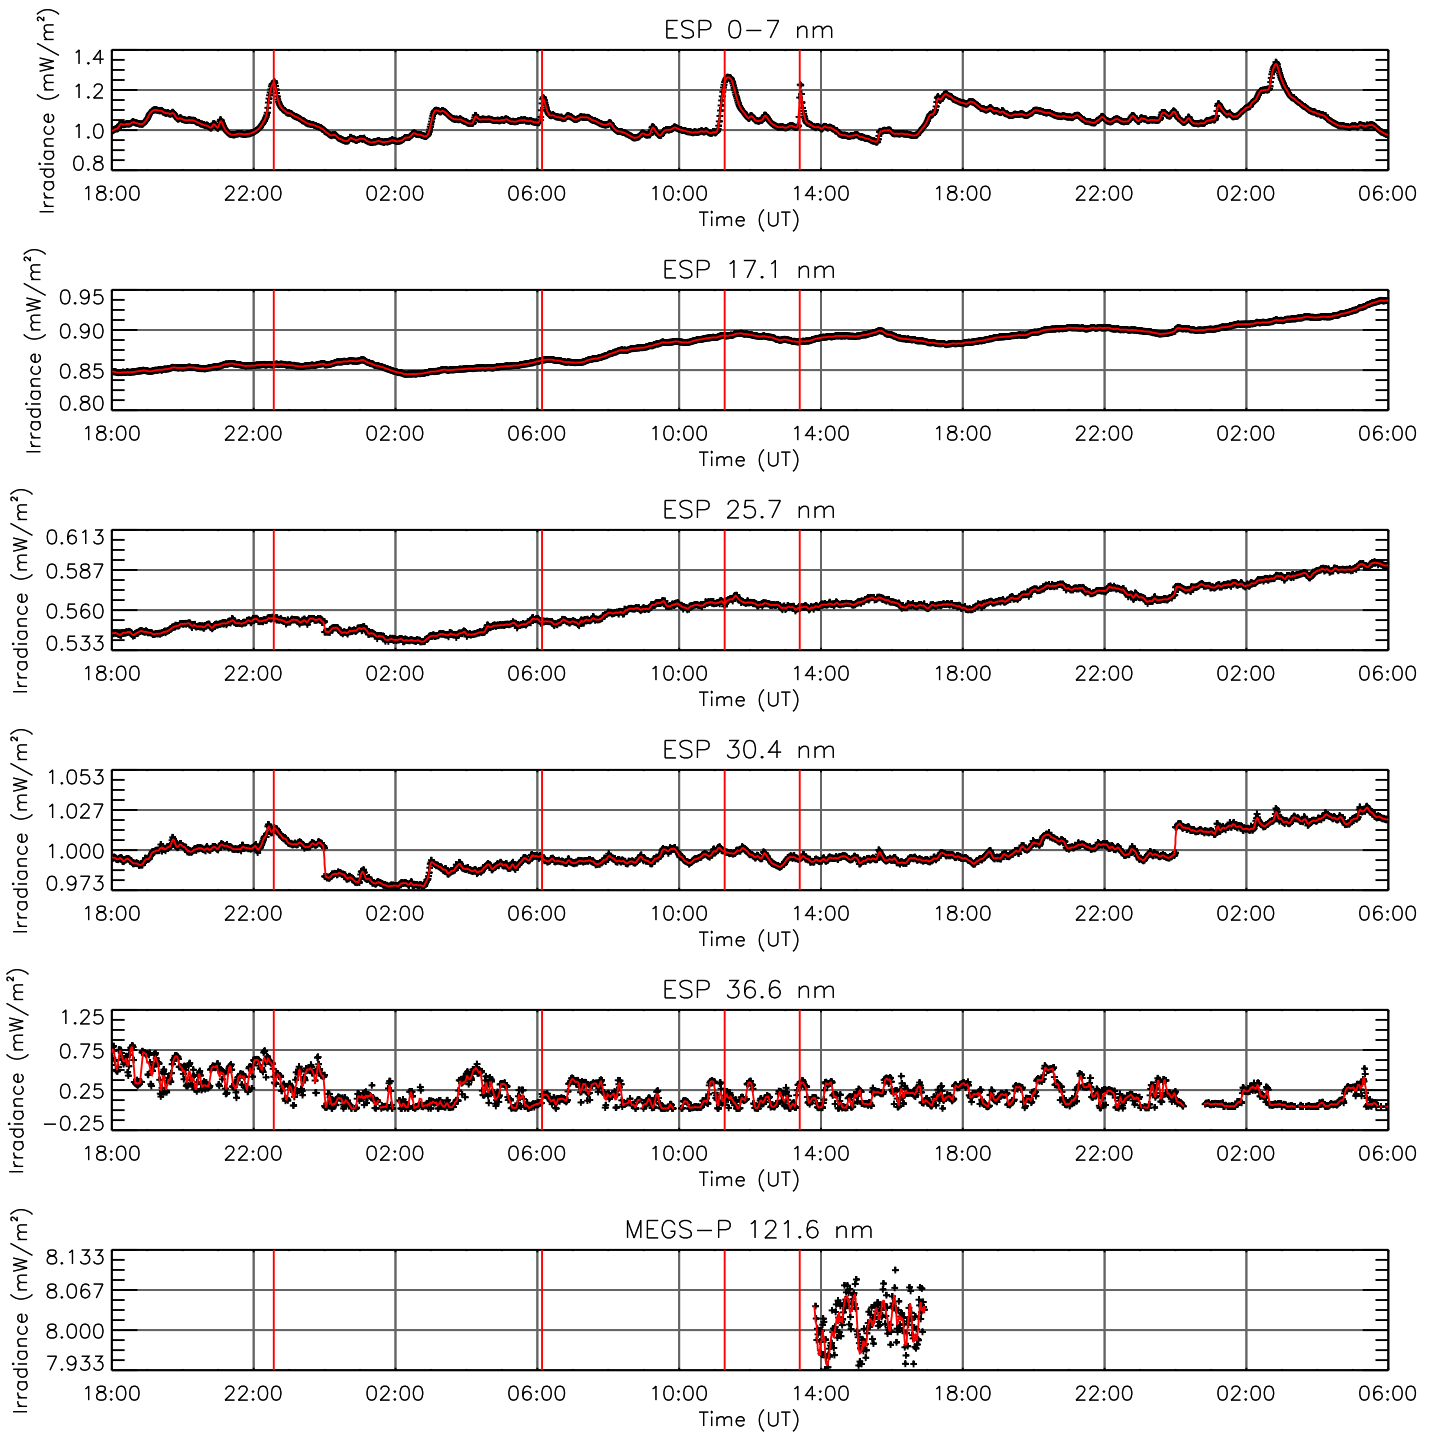 ESP 0-7 nm
Irradiance (mW/m²)
1.4
1.2
1.0
0.8
18:00 22:00 02:00 06:00 10:00 14:00 18:00 22:00 02:00 06:00
Time (UT)
ESP 17.1 nm
Irradiance (mW/m²)
0.95
0.90
0.85
0.80
18:00 22:00 02:00 06:00 10:00 14:00 18:00 22:00 02:00 06:00
Time (UT)
ESP 25.7 nm
Irradiance (mW/m²)
0.613
0.587
0.560
0.533
18:00 22:00 02:00 06:00 10:00 14:00 18:00 22:00 02:00 06:00
Time (UT)
ESP 30.4 nm
Irradiance (mW/m²)
1.053
1.027
1.000
0.973
18:00 22:00 02:00 06:00 10:00 14:00 18:00 22:00 02:00 06:00
Time (UT)
ESP 36.6 nm
Irradiance (mW/m²)
1.25
0.75
0.25
-0.25
18:00 22:00 02:00 06:00 10:00 14:00 18:00 22:00 02:00 06:00
Time (UT)
MEGS-P 121.6 nm
Irradiance (mW/m²)
8.133
8.067
8.000
7.933
18:00 22:00 02:00 06:00 10:00 14:00 18:00 22:00 02:00 06:00
Time (UT)